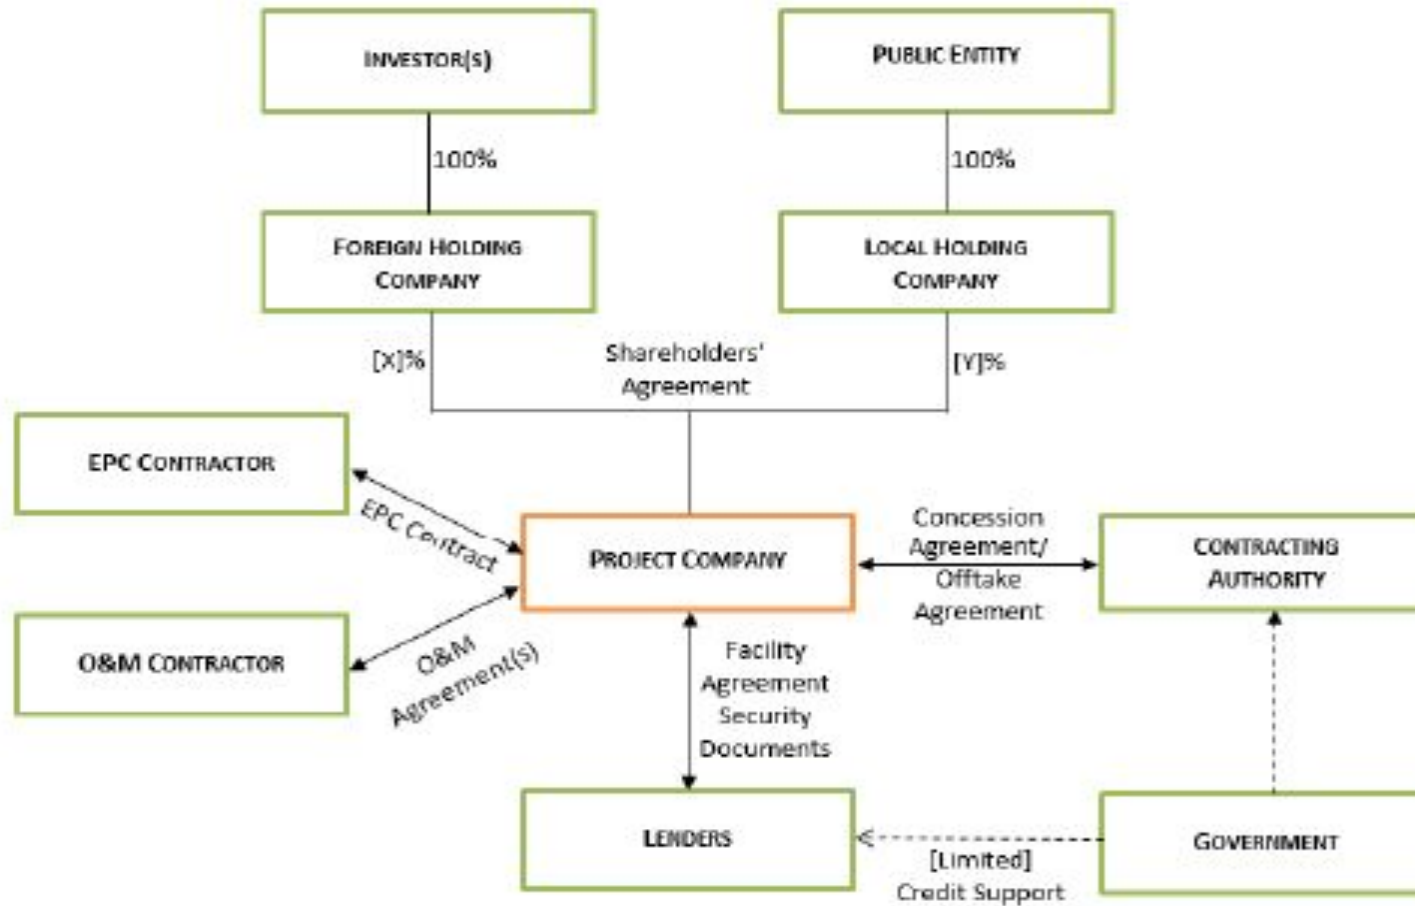 INVESTOR(S)
PUBLIC ENTITY
100%
100%
FOREIGN HOLDING
COMPANY
LOCAL HOLDING
COMPANY
[X]%
Shareholders'
Agreement
[Y]%
EPC CONTRACTOR
EPC Contract
PROJECT COMPANY
Concession
Agreement/
Offtake
Agreement
CONTRACTING
AUTHORITY
O&M CONTRACTOR
O&M
Agreement(s)
Facility
Agreement
Security
Documents
LENDERS
[Limited]
Credit Support
GOVERNMENT